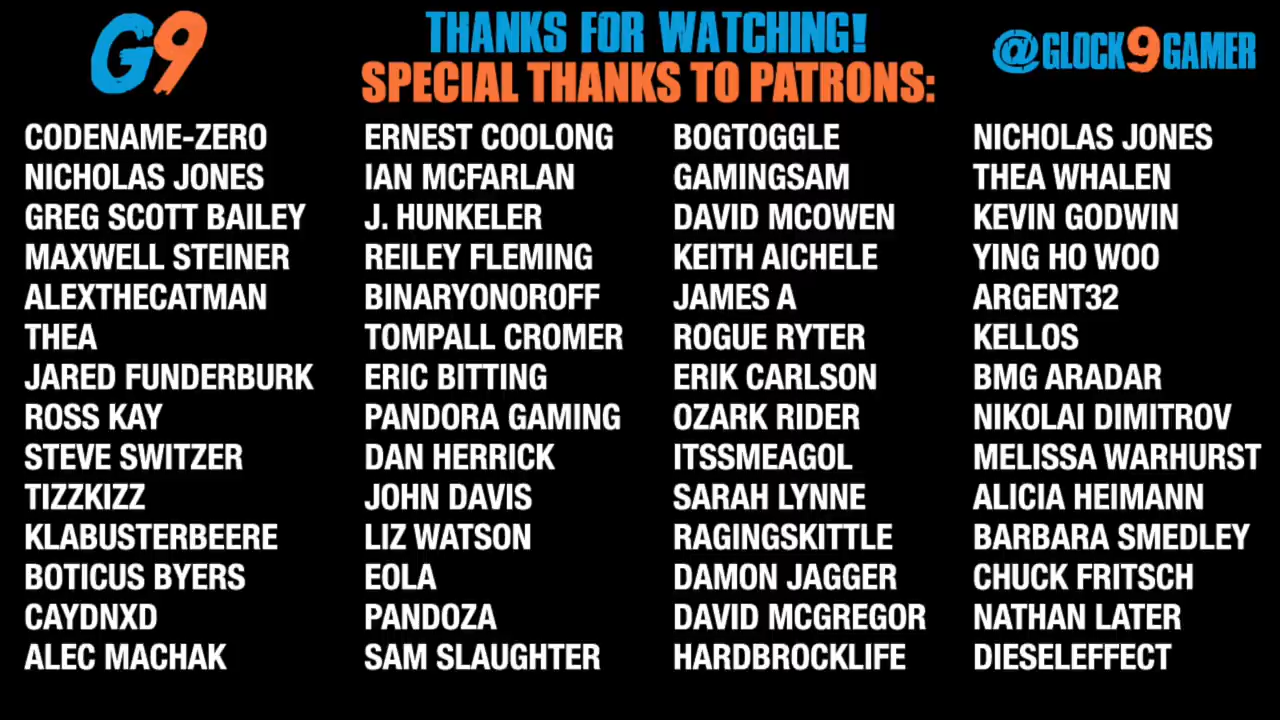 G9
THANKS FOR WATCHING!
SPECIAL THANKS TO PATRONS:
@GLOCK9GAMER
CODENAME-ZERO
NICHOLAS JONES
GREG SCOTT BAILEY
MAXWELL STEINER
ALEXTHECATMAN
THEA
JARED FUNDERBURK
ROSS KAY
STEVE SWITZER
TIZZKIZZ
KLABUSTERBEERE
BOTICUS BYERS
CAYDNXD
ALEC MACHAK
ERNEST COOLONG
IAN MCFARLAN
J. HUNKELER
REILEY FLEMING
BINARYONOROFF
TOMPALL CROMER
ERIC BITTING
PANDORA GAMING
DAN HERRICK
JOHN DAVIS
LIZ WATSON
EOLA
PANDOZA
SAM SLAUGHTER
BOGTOGGLE
GAMINGSAM
DAVID MCOWEN
KEITH AICHELE
JAMES A
ROGUE RYTER
ERIK CARLSON
OZARK RIDER
ITSSMEAGOL
SARAH LYNNE
RAGINGSKITTLE
DAMON JAGGER
DAVID MCGREGOR
HARDBROCKLIFE
NICHOLAS JONES
THEA WHALEN
KEVIN GODWIN
YING HO WOO
ARGENT32
KELLOS
BMG ARADAR
NIKOLAI DIMITROV
MELISSA WARHURST
ALICIA HEIMANN
BARBARA SMEDLEY
CHUCK FRITSCH
NATHAN LATER
DIESELEFFECT